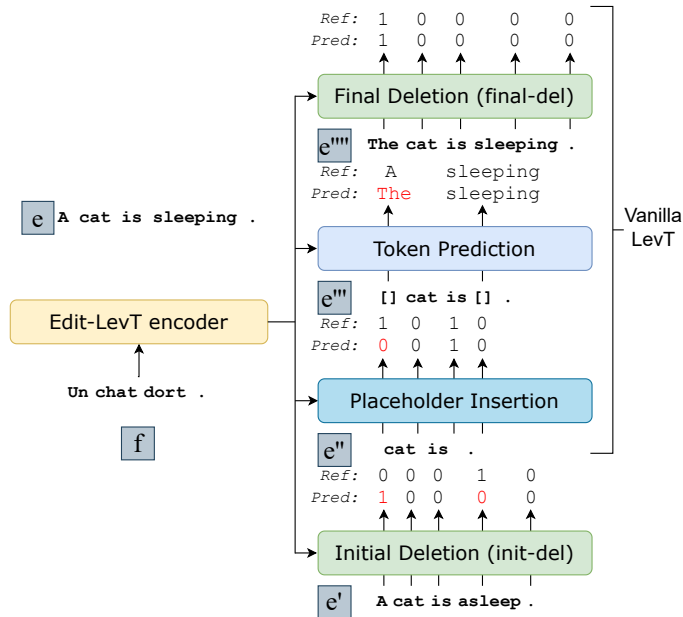 Ref: 1 0 0 0 0
Pred: 1 0 0 0 0
Final Deletion (final-del)
e'''' The cat is sleeping .
Ref: A sleeping
Pred: The sleeping
e A cat is sleeping .
Vanilla
LevT
Token Prediction
e''' [] cat is [] .
Edit-LevT encoder
Ref: 1 0 1 0
Pred: 0 0 1 0
Un chat dort .
Placeholder Insertion
f
e'' cat is .
Ref: 0 0 0 1 0
Pred: 1 0 0 0 0
Initial Deletion (init-del)
e' A cat is asleep .